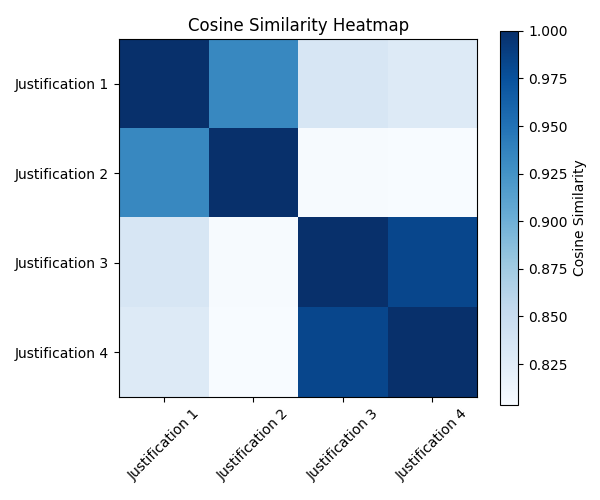 Cosine Similarity Heatmap
Justification 1
Justification 2
Justification 3
Justification 4
Justification 1
Justification 2
Justification 3
Justification 4
1.000
0.975
0.950
0.925
0.900
0.875
0.850
0.825
Cosine Similarity